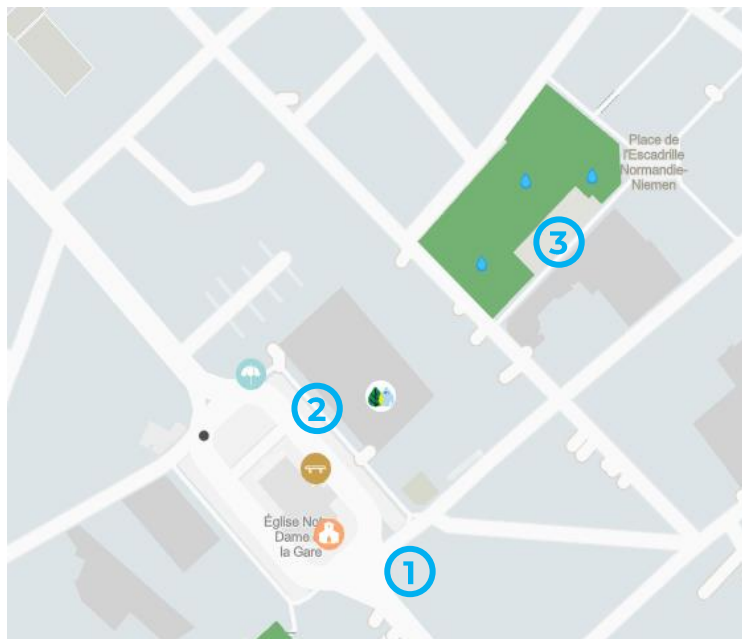 Place de
l'Escadrille
Normandie-
Niemen
3
2
Église No
Dame
la Gare
1